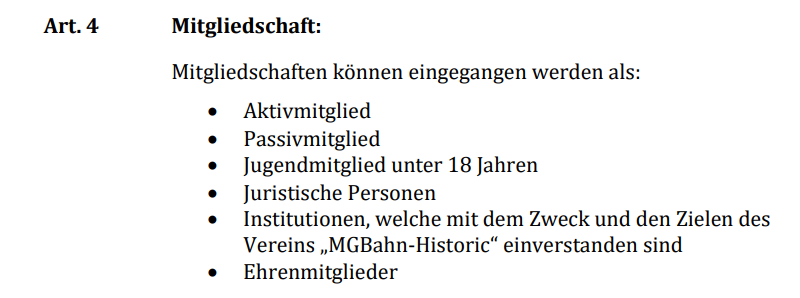 Art. 4 Mitgliedschaft:
Mitgliedschaften können eingegangen werden als:
• Aktivmitglied
• Passivmitglied
• Jugendmitglied unter 18 Jahren
• Juristische Personen
• Institutionen, welche mit dem Zweck und den Zielen des
Vereins „MGBahn-Historic“ einverstanden sind
• Ehrenmitglieder